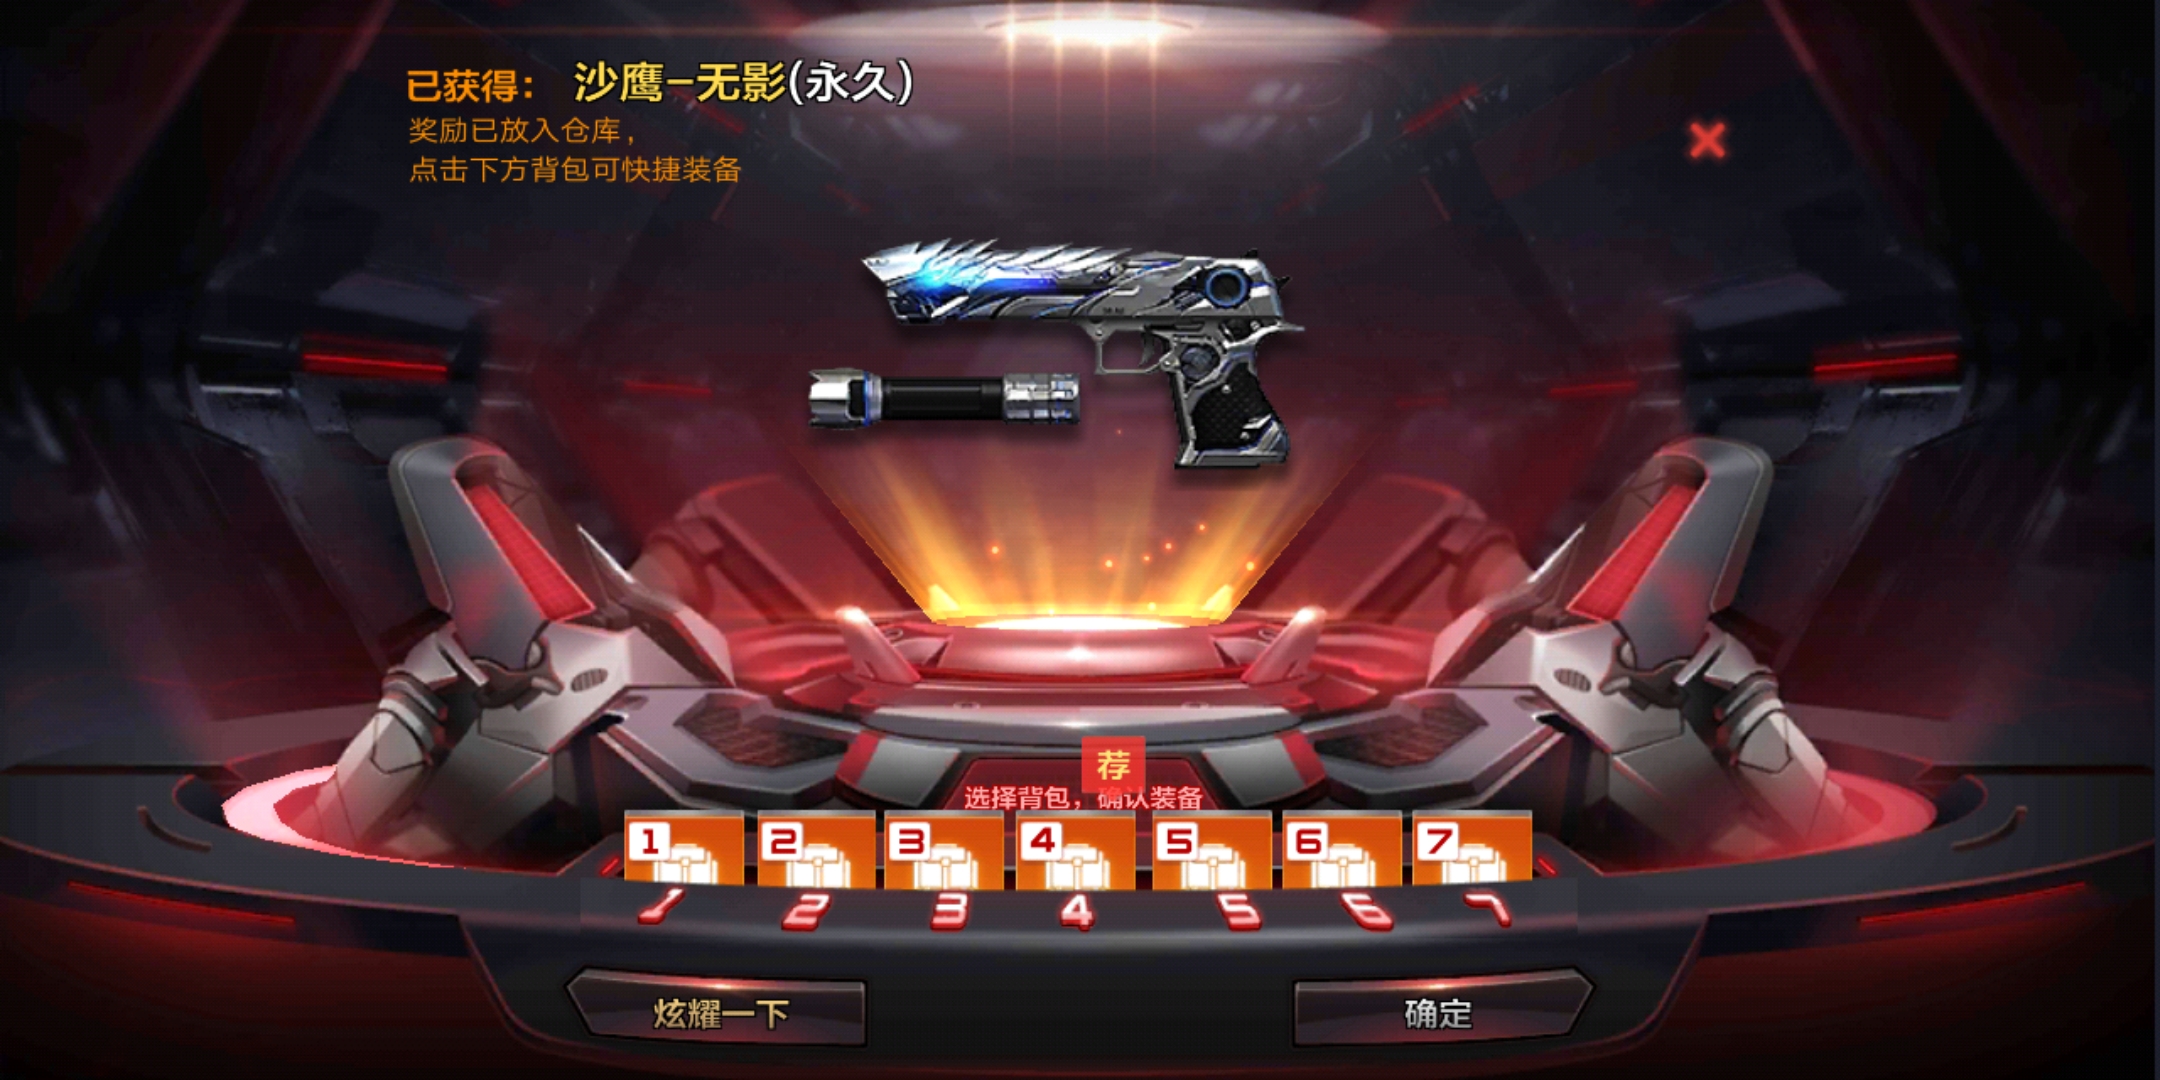 已获得： 沙鹰-无影(永久)
奖励已放入仓库，
点击下方背包可快捷装备
荐
选择背包，确认装备
1 2 3 4 5 6 7
1 2 3 4 5 6 7
炫耀一下 确定